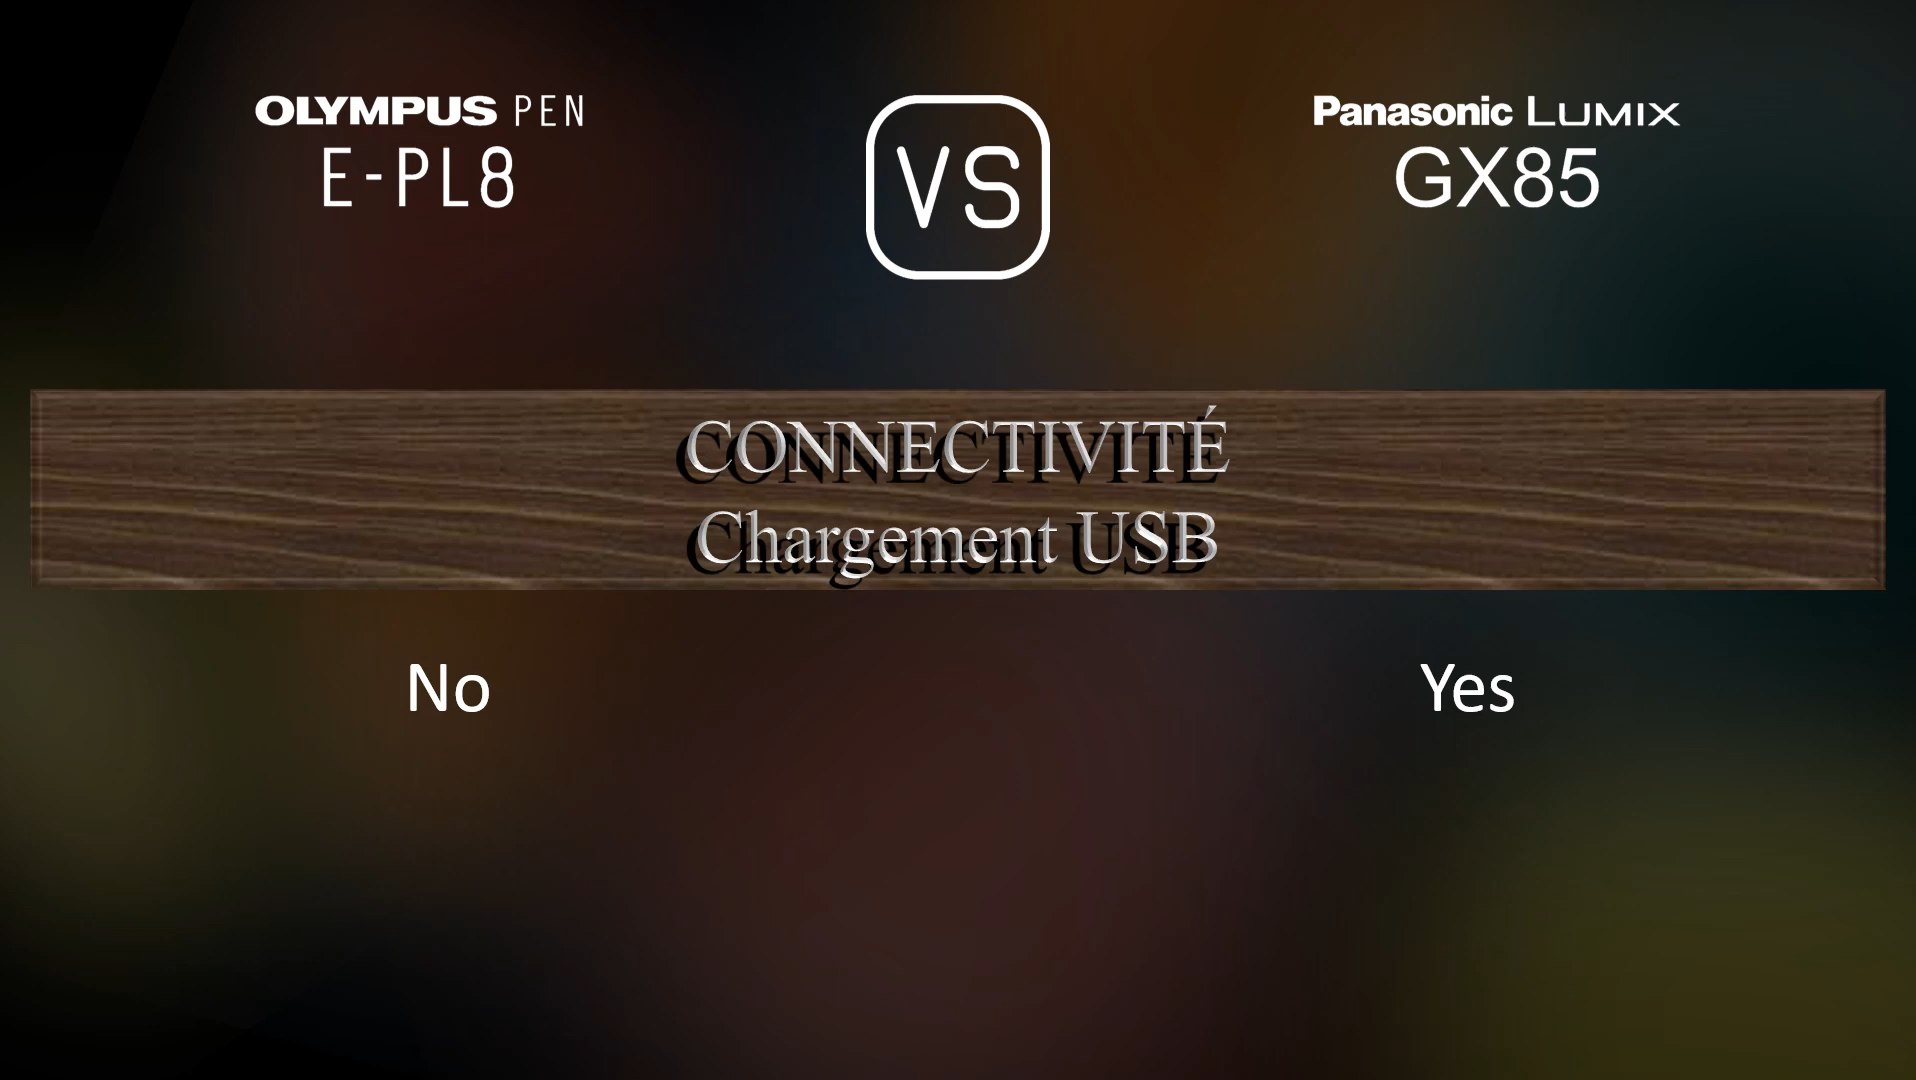 OLYMPUS PEN
E-PL8
VS
Panasonic LUMIX
GX85
CONNECTIVITÉ
Chargement USB
No
Yes